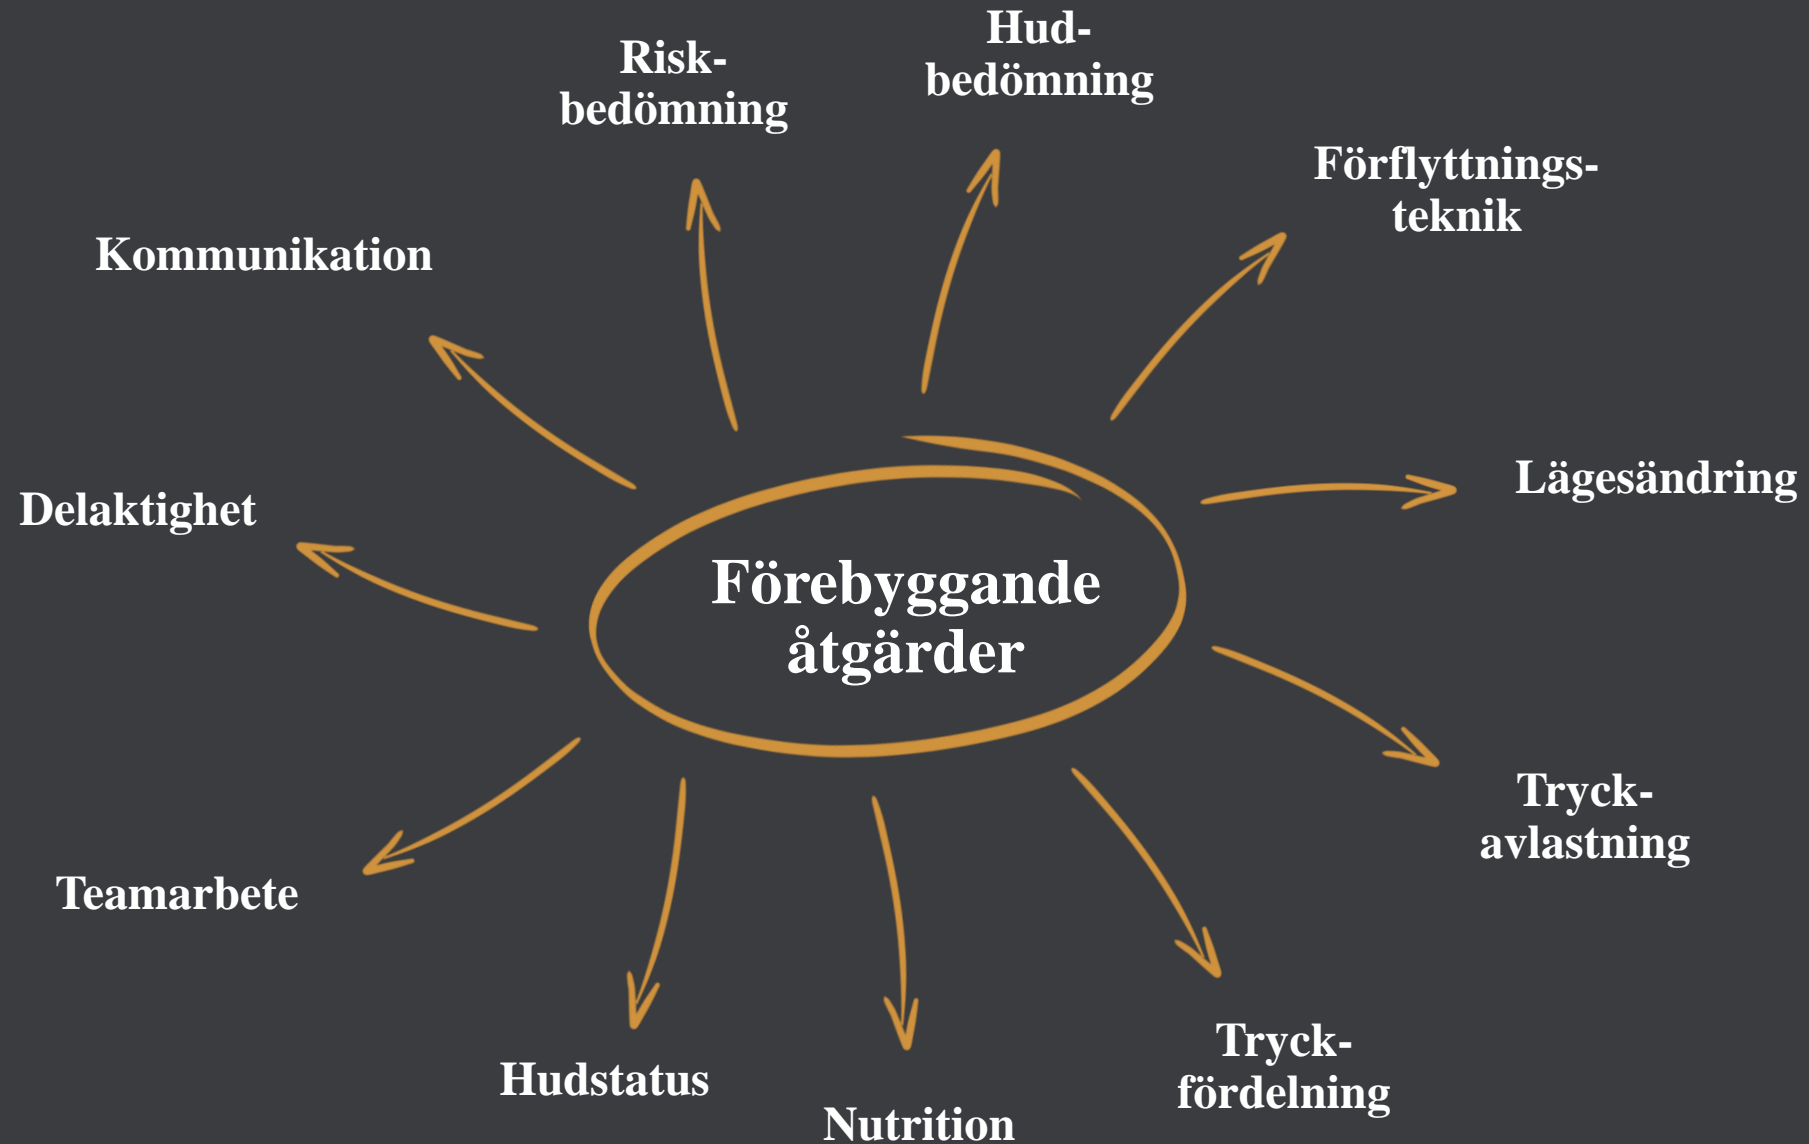 Hud-
bedömning
Risk-
bedömning
Förflyttnings-
teknik
Kommunikation
Lägesändring
Delaktighet
Förebyggande
åtgärder
Tryck-
avlastning
Teamarbete
Tryck-
fördelning
Hudstatus
Nutrition